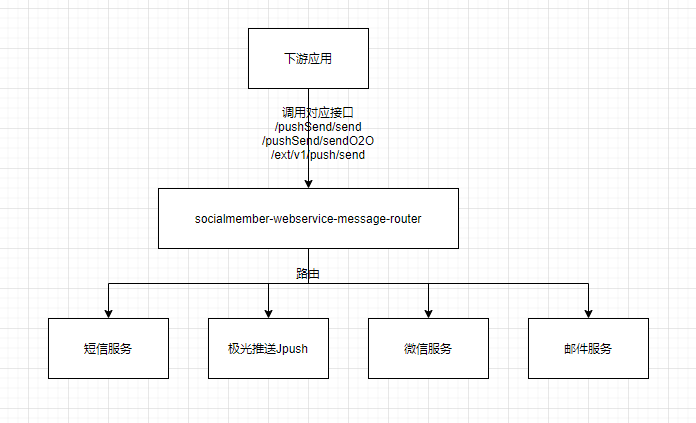 下游应用
调用对应接口
/pushSend/send
/pushSend/sendO2O
/ext/v1/push/send
socialmember-webservice-message-router
路由
短信服务
极光推送Jpush
微信服务
邮件服务